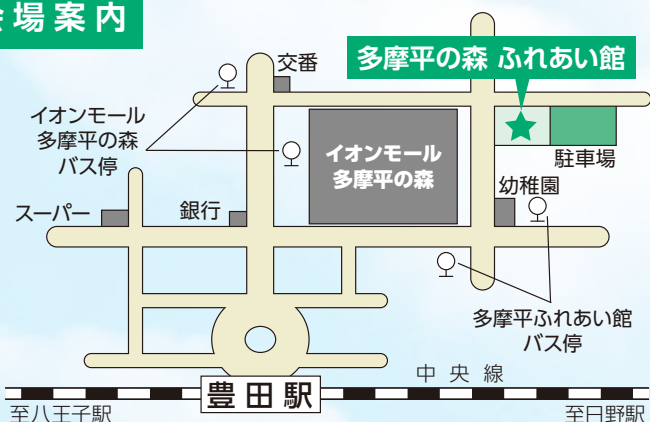 会場案内
多摩平の森 ふれあい館
交番
イオンモール
多摩平の森
バス停
イオンモール
多摩平の森
駐車場
幼稚園
スーパー
銀行
多摩平ふれあい館
バス停
中央線
豊田駅
至八王子駅
至日野駅